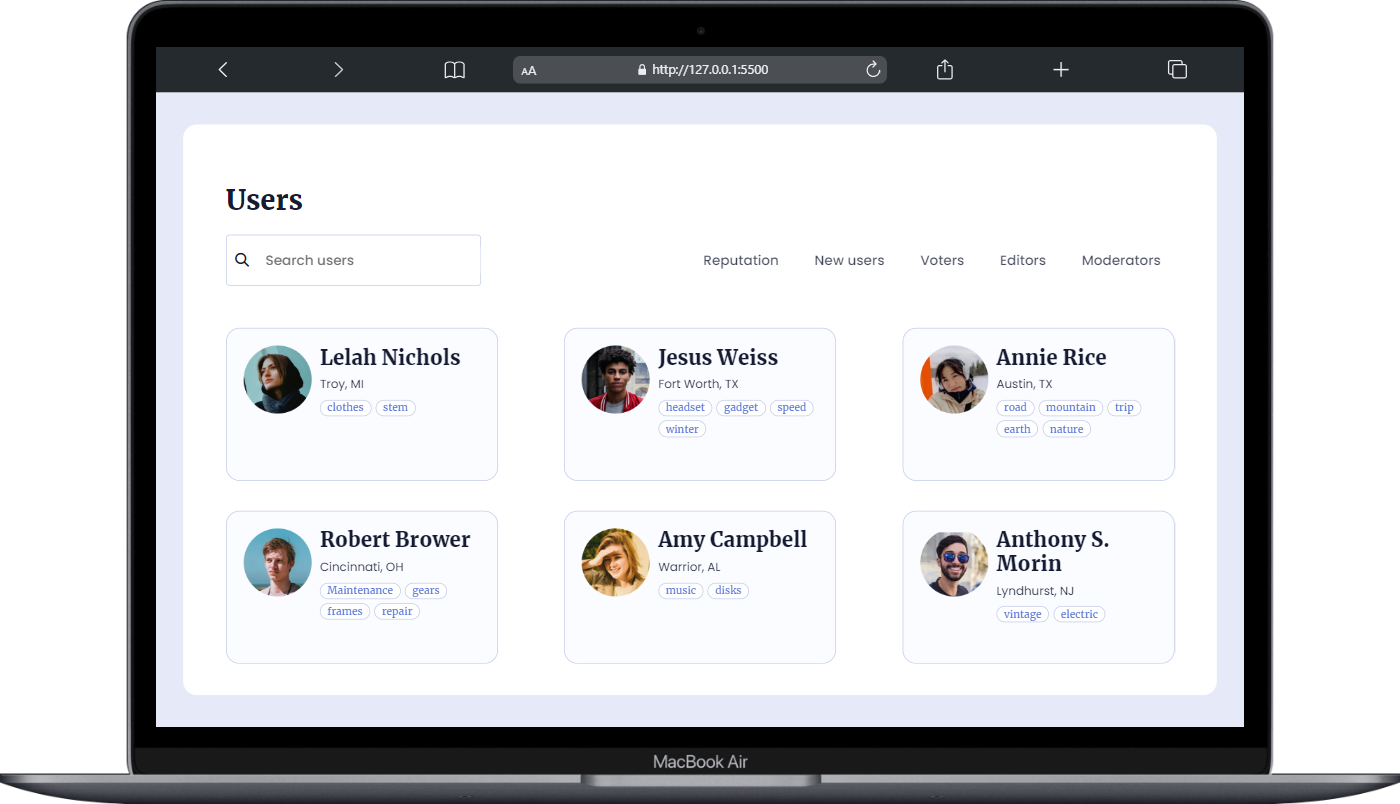 AA http://127.0.0.1:5500
Users
Search users
Reputation New users Voters Editors Moderators
Lelah Nichols
Troy, MI
clothes stem
Jesus Weiss
Fort Worth, TX
headset gadget speed
winter
Annie Rice
Austin, TX
road mountain trip
earth nature
Robert Brower
Cincinnati, OH
Maintenance gears
frames repair
Amy Campbell
Warrior, AL
music disks
Anthony S.
Morin
Lyndhurst, NJ
vintage electric
MacBook Air